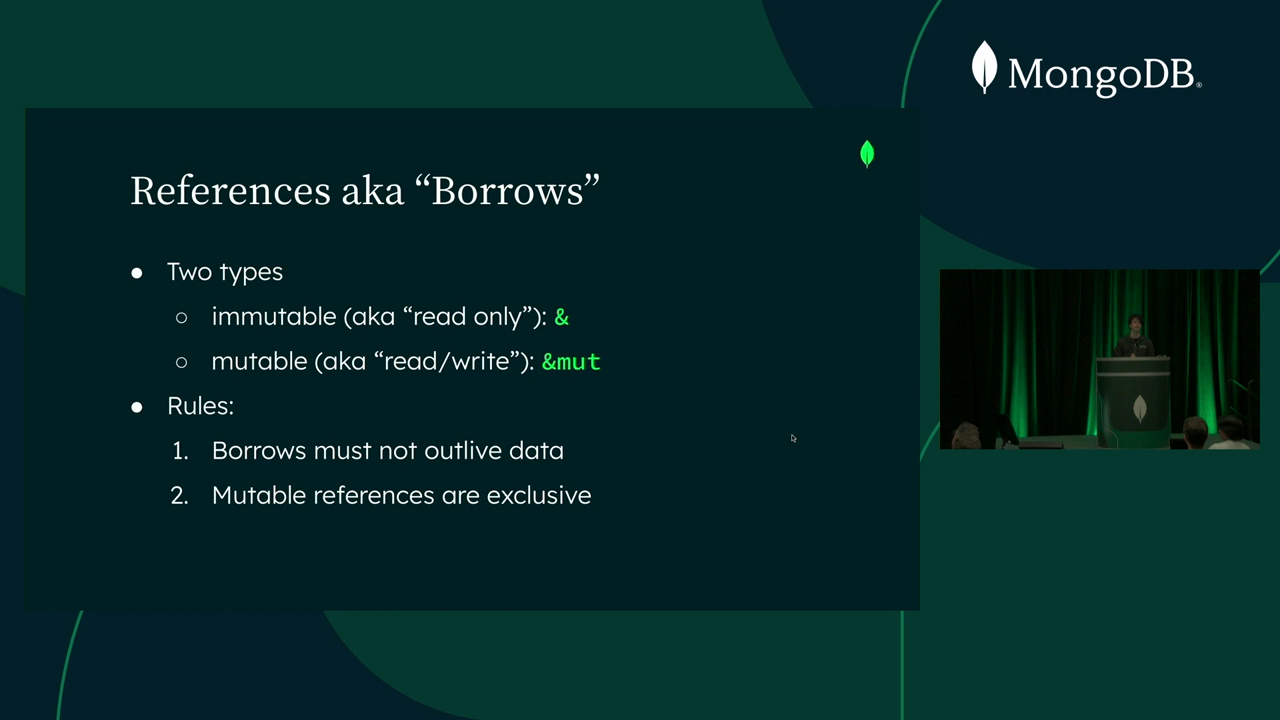 MongoDB®
References aka “Borrows”
● Two types
○ immutable (aka “read only”): &
○ mutable (aka “read/write”): &mut
● Rules:
1. Borrows must not outlive data
2. Mutable references are exclusive